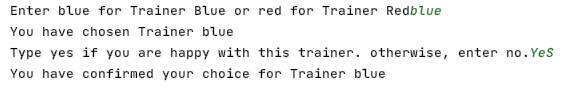 Enter blue for Trainer Blue or red for Trainer Redblue
You have chosen Trainer blue
Type yes if you are happy with this trainer. otherwise, enter no.YeS
You have confirmed your choice for Trainer blue